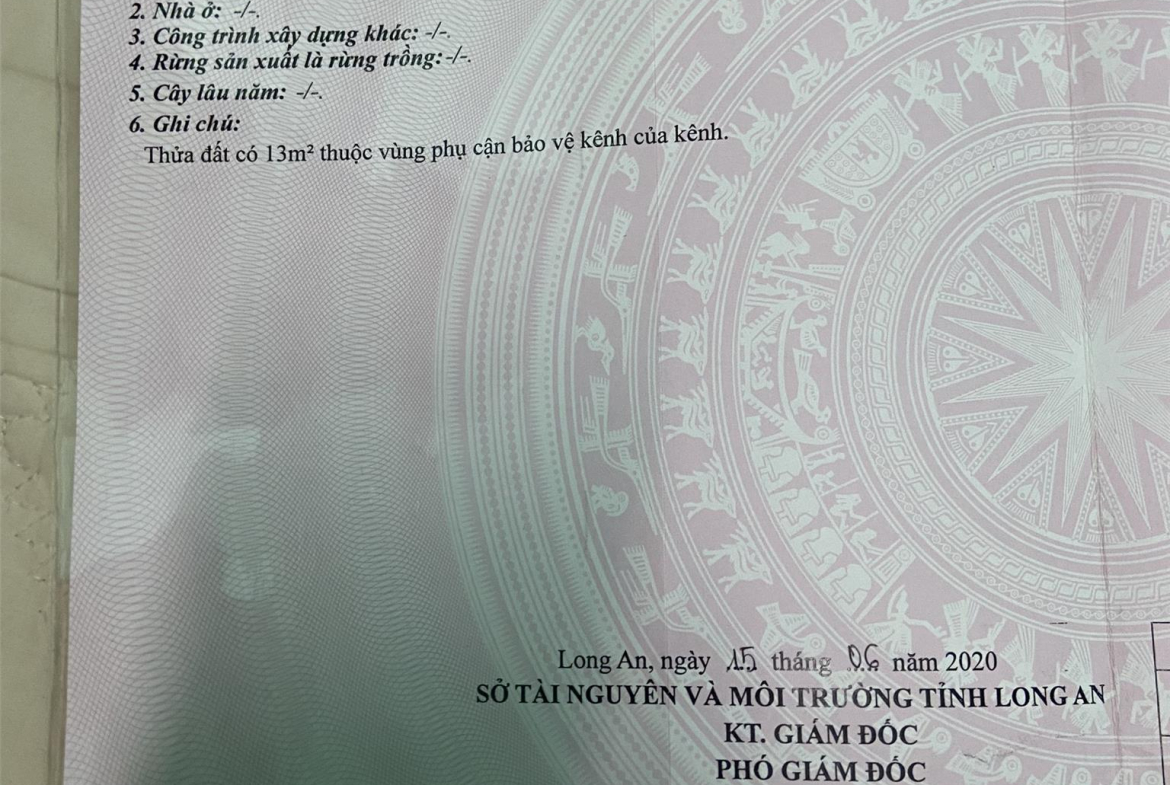 2. Nhà ở: -/-.
3. Công trình xây dựng khác: -/-.
4. Rừng sản xuất là rừng trồng: -/-.
5. Cây lâu năm: -/-.
6. Ghi chú:
Thửa đất có 13m² thuộc vùng phụ cận bảo vệ kênh của kênh.
Long An, ngày 15 tháng 06 năm 2020
SỞ TÀI NGUYÊN VÀ MÔI TRƯỜNG TỈNH LONG AN
KT. GIÁM ĐỐC
PHÓ GIÁM ĐỐC